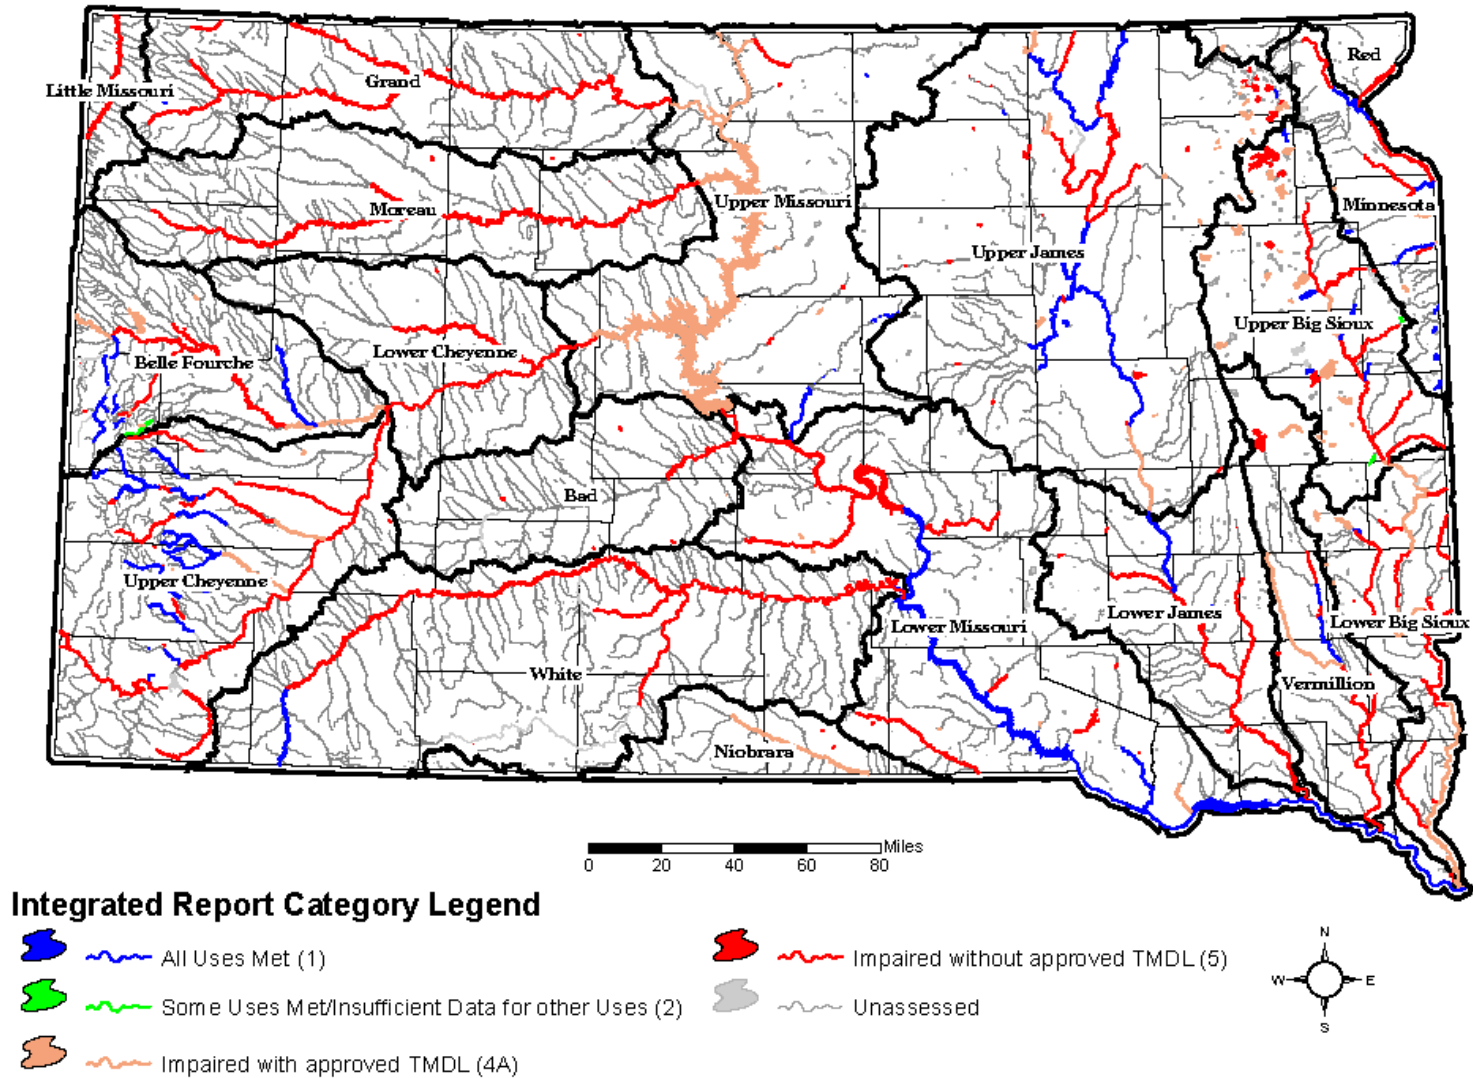 Red
Grand
Little Missouri
Upper Missouri
Minnesota
Moreau
Upper James
Upper Big Sioux
Lower Cheyenne
Belle Fourche
Bad
Upper Cheyenne
Lower James
Lower Missouri
Lower Big Sioux
White
Vermillion
Niobrara
Miles
0 20 40 60 80
Integrated Report Category Legend
All Uses Met (1)
Some Uses Met/Insufficient Data for other Uses (2)
Impaired with approved TMDL (4A)
Impaired without approved TMDL (5)
Unassessed
N
W E
S